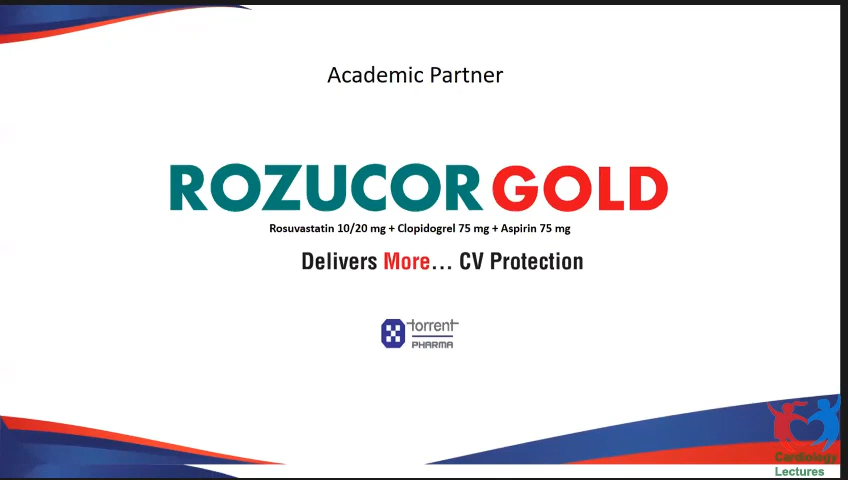 Academic Partner
ROZUCOR GOLD
Rosuvastatin 10/20 mg + Clopidogrel 75 mg + Aspirin 75 mg
Delivers More... CV Protection
torrent
PHARMA
Cardiology
Lectures